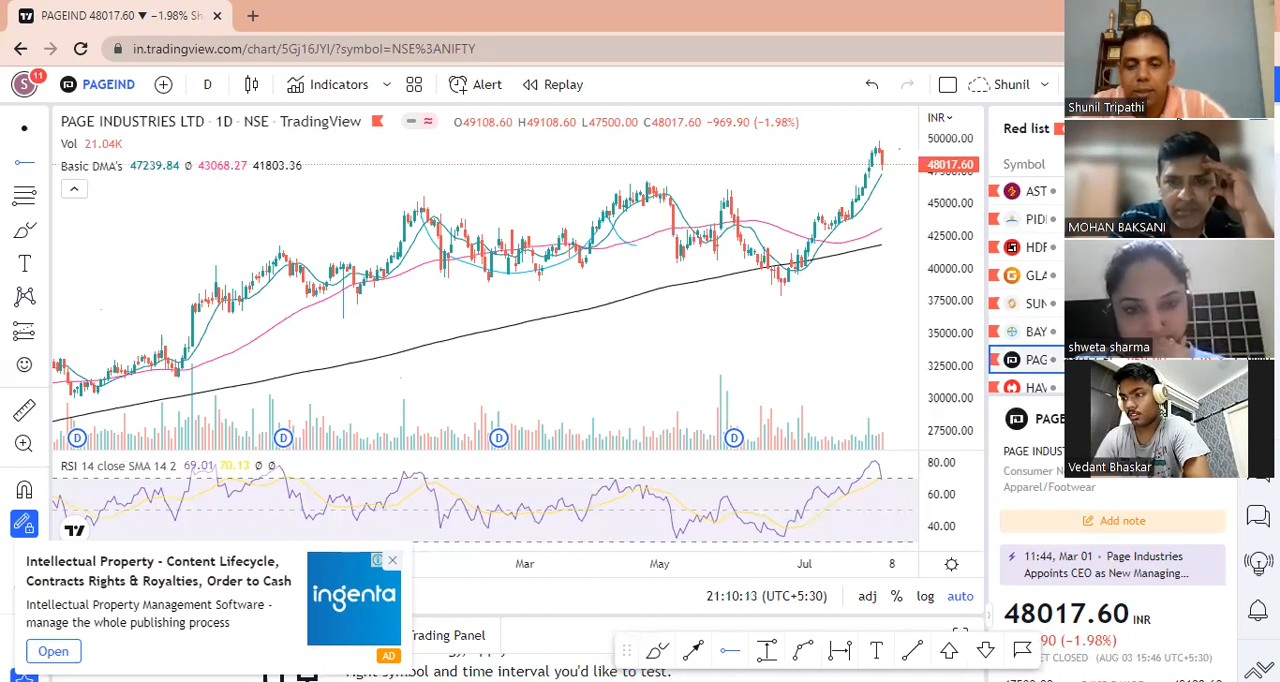 PAGEIND 48017.60 ▼ −1.98% Sh
in.tradingview.com/chart/5Gj16JYI/?symbol=NSE%3ANIFTY
S 11 PAGEIND D Indicators Alert Replay Shunil
PAGE INDUSTRIES LTD · 1D · NSE · TradingView O49108.60 H49108.60 L47500.00 C48017.60 −969.90 (−1.98%)
Vol 21.04K
Basic DMA's 47239.84 Ø 43068.27 41803.36
INR
50000.00
48017.60
45000.00
42500.00
40000.00
37500.00
35000.00
32500.00
30000.00
27500.00
D D D D
RSI 14 close SMA 14 2 69.01 70.13 Ø Ø
80.00
60.00
40.00
Mar May Jul 8
21:10:13 (UTC+5:30) adj % log auto
Intellectual Property - Content Lifecycle,
Contracts Rights & Royalties, Order to Cash
Intellectual Property Management Software -
manage the whole publishing process
Open
ingenta
AD
rading Panel
right symbol and time interval you'd like to test.
Red list
Symbol
AST
PIDI
HDF
GLA
SUN
BAY
PAG
HAV
PAGE
PAGE INDUST
Consumer N
Apparel/Footwear
Add note
11:44, Mar 01 • Page Industries
Appoints CEO as New Managing...
48017.60 INR
90 (−1.98%)
ET CLOSED (AUG 03 15:46 UTC+5:30)
Shunil Tripathi
MOHAN BAKSANI
shweta sharma
Vedant Bhaskar